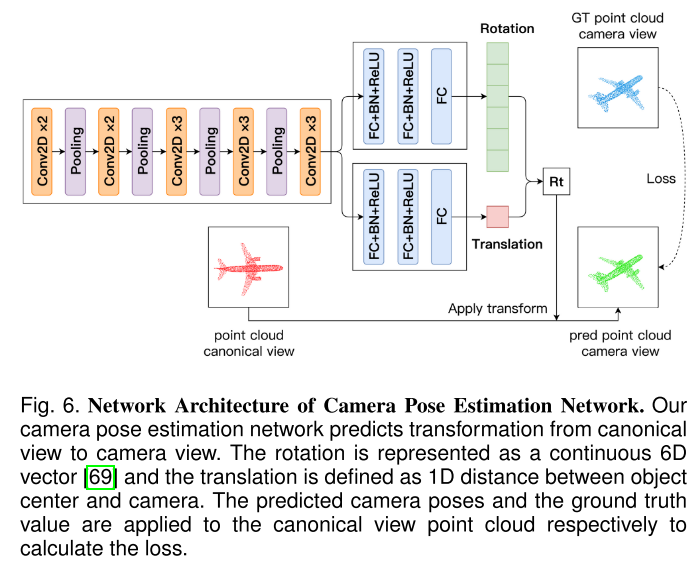 GT point cloud
camera view
Rotation
FC+BN+ReLU
FC+BN+ReLU
FC
Conv2D ×2
Pooling
Conv2D ×2
Pooling
Conv2D ×3
Pooling
Conv2D ×3
Pooling
Conv2D ×3
Rt
Loss
FC+BN+ReLU
FC+BN+ReLU
FC
Translation
Apply transform
point cloud
canonical view
pred point cloud
camera view
Fig. 6. Network Architecture of Camera Pose Estimation Network. Our
camera pose estimation network predicts transformation from canonical
view to camera view. The rotation is represented as a continuous 6D
vector [69] and the translation is defined as 1D distance between object
center and camera. The predicted camera poses and the ground truth
value are applied to the canonical view point cloud respectively to
calculate the loss.